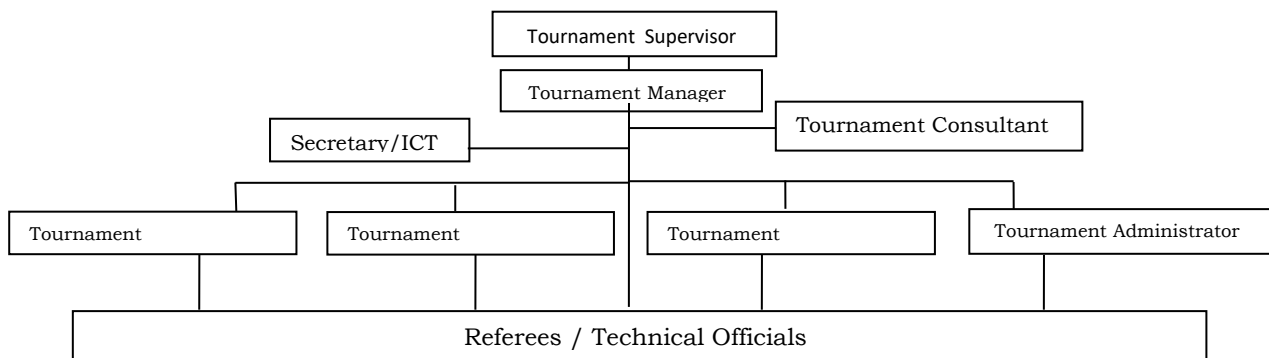 Tournament Supervisor
Tournament Manager
Tournament Consultant
Secretary/ICT
Tournament
Tournament
Tournament
Tournament Administrator
Referees / Technical Officials